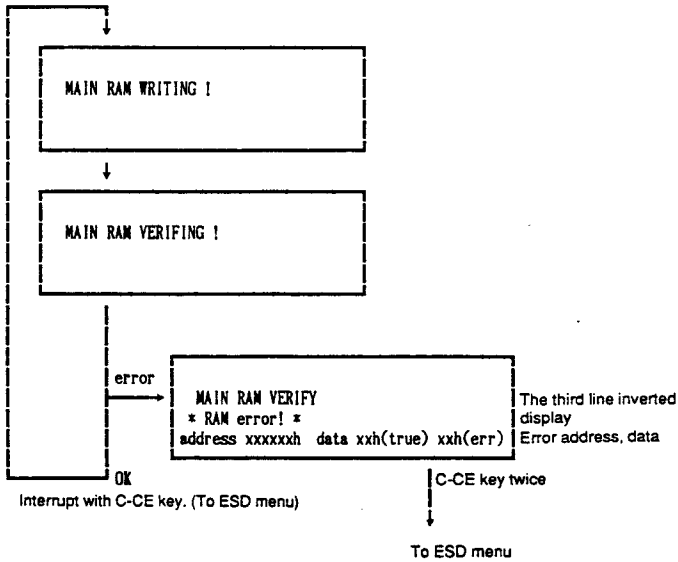 MAIN RAM WRITING !
MAIN RAM VERIFING !
error
MAIN RAM VERIFY
* RAM error! *
address xxxxxxh data xxh(true) xxh(err)
The third line inverted
display
Error address, data
OK
Interrupt with C-CE key. (To ESD menu)
C-CE key twice
To ESD menu